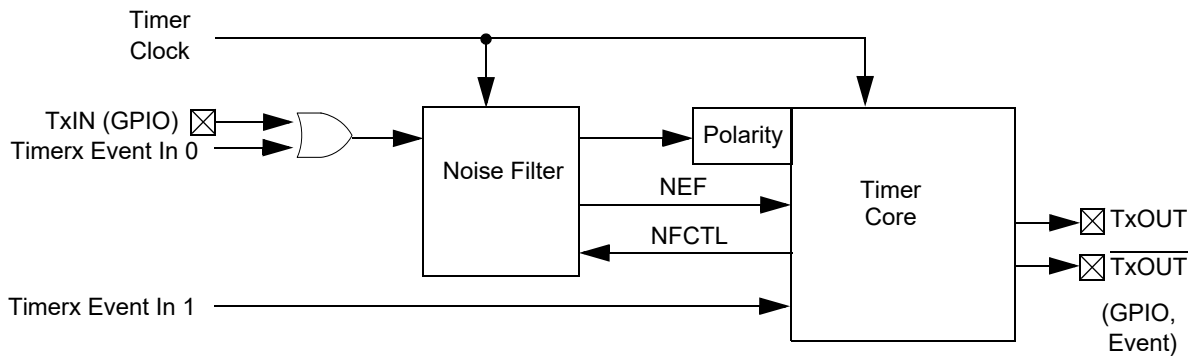 Timer
Clock
TxIN (GPIO)
Timerx Event In 0
Noise Filter
Polarity
NEF
NFCTL
Timer
Core
TxOUT
TxOUT
Timerx Event In 1
(GPIO,
Event)